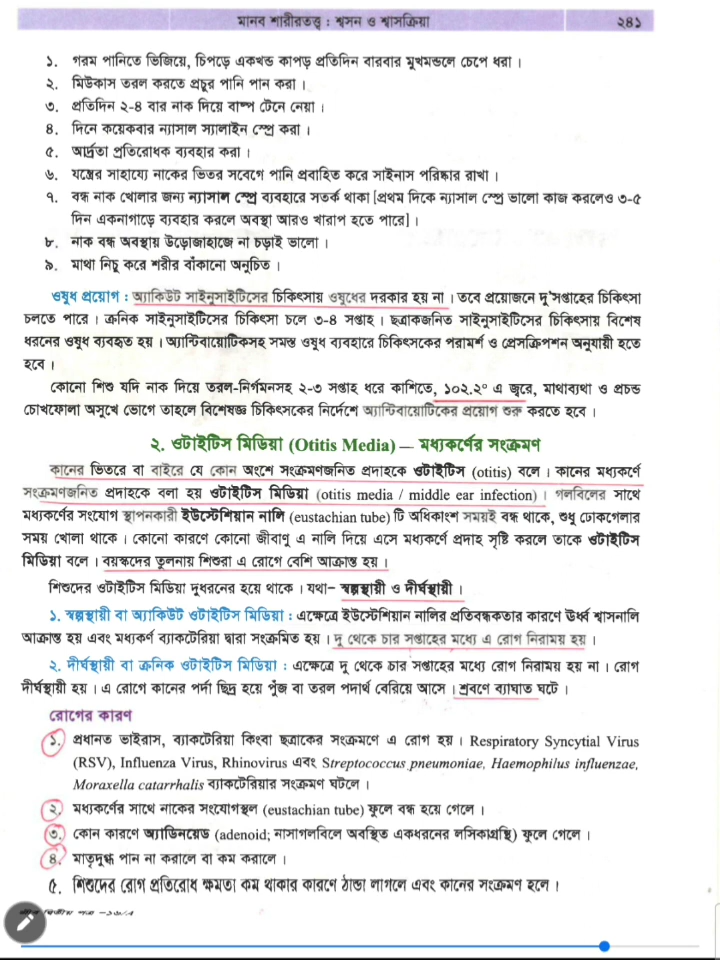 মানব শারীরতত্ত্ব : শ্বসন ও শ্বাসক্রিয়া ২৪১
১. গরম পানিতে ভিজিয়ে, চিপড়ে একখন্ড কাপড় প্রতিদিন বারবার মুখমন্ডলে চেপে ধরা।
২. মিউকাস তরল করতে প্রচুর পানি পান করা।
৩. প্রতিদিন ২-৪ বার নাক দিয়ে বাষ্প টেনে নেয়া।
৪. দিনে কয়েকবার ন্যাসাল স্যালাইন স্প্রে করা।
৫. আর্দ্রতা প্রতিরোধক ব্যবহার করা।
৬. যন্ত্রের সাহায্যে নাকের ভিতর সবেগে পানি প্রবাহিত করে সাইনাস পরিষ্কার রাখা।
৭. বন্ধ নাক খোলার জন্য ন্যাসাল স্প্রে ব্যবহারে সতর্ক থাকা [প্রথম দিকে ন্যাসাল স্প্রে ভালো কাজ করলেও ৩-৫
দিন একনাগাড়ে ব্যবহার করলে অবস্থা আরও খারাপ হতে পারে]।
৮. নাক বন্ধ অবস্থায় উড়োজাহাজে না চড়াই ভালো।
৯. মাথা নিচু করে শরীর বাঁকানো অনুচিত।
ওষুধ প্রয়োগ : অ্যাকিউট সাইনুসাইটিসের চিকিৎসায় ওষুধের দরকার হয় না। তবে প্রয়োজনে দু'সপ্তাহের চিকিৎসা
চলতে পারে। ক্রনিক সাইনুসাইটিসের চিকিৎসা চলে ৩-৪ সপ্তাহ। ছত্রাকজনিত সাইনুসাইটিসের চিকিৎসায় বিশেষ
ধরনের ওষুধ ব্যবহৃত হয়। অ্যান্টিবায়োটিকসহ সমস্ত ওষুধ ব্যবহারে চিকিৎসকের পরামর্শ ও প্রেসক্রিপশন অনুযায়ী হতে
হবে।
কোনো শিশু যদি নাক দিয়ে তরল-নির্গমনসহ ২-৩ সপ্তাহ ধরে কাশিতে, ১০২.২° এ জ্বরে, মাথাব্যথা ও প্রচন্ড
চোখফোলা অসুখে ভোগে তাহলে বিশেষজ্ঞ চিকিৎসকের নির্দেশে অ্যান্টিবায়োটিকের প্রয়োগ শুরু করতে হবে।
২. ওটাইটিস মিডিয়া (Otitis Media) — মধ্যকর্ণের সংক্রমণ
কানের ভিতরে বা বাইরে যে কোন অংশে সংক্রমণজনিত প্রদাহকে ওটাইটিস (otitis) বলে। কানের মধ্যকর্ণে
সংক্রমণজনিত প্রদাহকে বলা হয় ওটাইটিস মিডিয়া (otitis media / middle ear infection)। গলবিলের সাথে
মধ্যকর্ণের সংযোগ স্থাপনকারী ইউস্টেশিয়ান নালি (eustachian tube) টি অধিকাংশ সময়ই বন্ধ থাকে, শুধু ঢোকগেলার
সময় খোলা থাকে। কোনো কারণে কোনো জীবাণু এ নালি দিয়ে এসে মধ্যকর্ণে প্রদাহ সৃষ্টি করলে তাকে ওটাইটিস
মিডিয়া বলে। বয়স্কদের তুলনায় শিশুরা এ রোগে বেশি আক্রান্ত হয়।
শিশুদের ওটাইটিস মিডিয়া দুধরনের হয়ে থাকে। যথা– স্বল্পস্থায়ী ও দীর্ঘস্থায়ী।
১. স্বল্পস্থায়ী বা অ্যাকিউট ওটাইটিস মিডিয়া : এক্ষেত্রে ইউস্টেশিয়ান নালির প্রতিবন্ধকতার কারণে ঊর্ধ্ব শ্বাসনালি
আক্রান্ত হয় এবং মধ্যকর্ণ ব্যাকটেরিয়া দ্বারা সংক্রমিত হয়। দু থেকে চার সপ্তাহের মধ্যে এ রোগ নিরাময় হয়।
২. দীর্ঘস্থায়ী বা ক্রনিক ওটাইটিস মিডিয়া : এক্ষেত্রে দু থেকে চার সপ্তাহের মধ্যে রোগ নিরাময় হয় না। রোগ
দীর্ঘস্থায়ী হয়। এ রোগে কানের পর্দা ছিদ্র হয়ে পুঁজ বা তরল পদার্থ বেরিয়ে আসে। শ্রবণে ব্যাঘাত ঘটে।
রোগের কারণ
১. প্রধানত ভাইরাস, ব্যাকটেরিয়া কিংবা ছত্রাকের সংক্রমণে এ রোগ হয়। Respiratory Syncytial Virus
(RSV), Influenza Virus, Rhinovirus এবং Streptococcus pneumoniae, Haemophilus influenzae,
Moraxella catarrhalis ব্যাকটেরিয়ার সংক্রমণ ঘটলে।
২. মধ্যকর্ণের সাথে নাকের সংযোগস্থল (eustachian tube) ফুলে বন্ধ হয়ে গেলে।
৩. কোন কারণে অ্যাডিনয়েড (adenoid; নাসাগলবিলে অবস্থিত একধরনের লসিকাগ্রন্থি) ফুলে গেলে।
৪. মাতৃদুগ্ধ পান না করালে বা কম করালে।
৫. শিশুদের রোগ প্রতিরোধ ক্ষমতা কম থাকার কারণে ঠান্ডা লাগলে এবং কানের সংক্রমণ হলে।